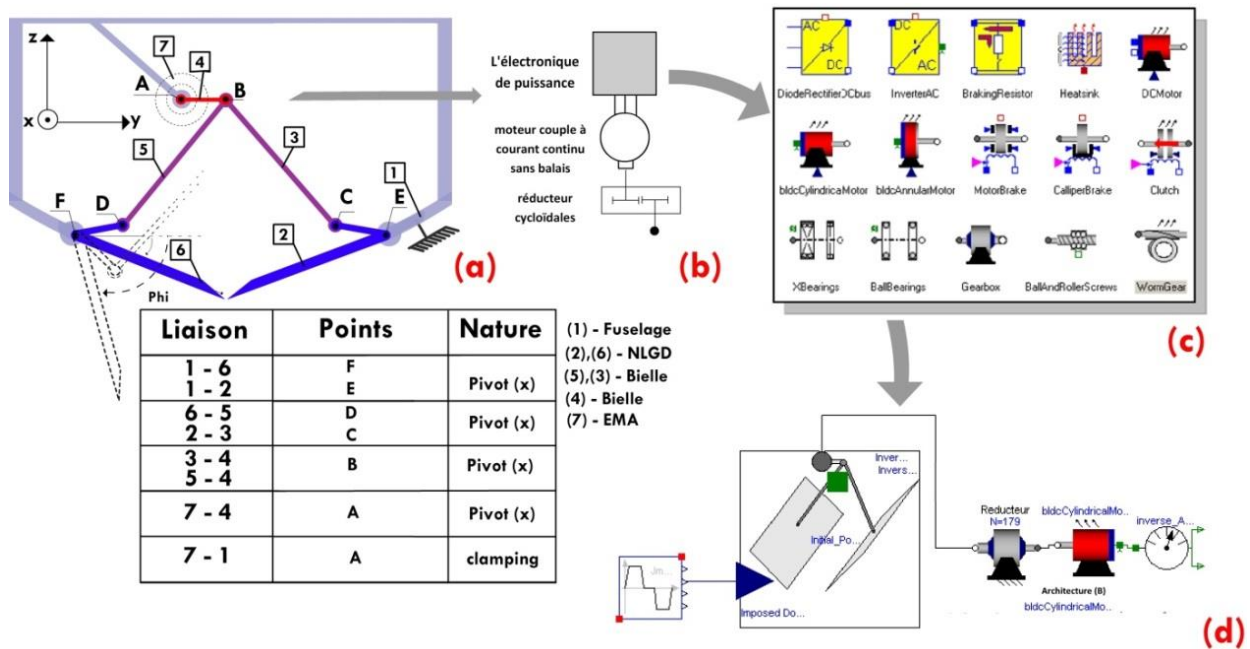 z
x
y
7
4
A
B
5
3
1
D
C
E
F
6
2
Phi
(a)
L'électronique
de puissance
moteur couple à
courant continu
sans balais
réducteur
cycloïdales
(b)
AC
DC
DC
AC
DiodeRectifierDCbus InverterAC BrakingResistor Heatsink DCMotor
bldcCylindricalMotor bldcAnnularMotor MotorBrake CalliperBrake Clutch
XBearings BallBearings Gearbox BallAndRollerScrews WormGear
(c)
Liaison Points Nature
1 - 6 F
1 - 2 E Pivot (x)
6 - 5 D
2 - 3 C Pivot (x)
3 - 4
5 - 4 B Pivot (x)
7 - 4 A Pivot (x)
7 - 1 A clamping
(1) - Fuselage
(2),(6) - NLGD
(5),(3) - Bielle
(4) - Bielle
(7) - EMA
Inver...
Invers...
Initial_Po...
Imposed Do...
Reducteur
N=179
bldcCylindricalMo..
inverse_A...
Architecture (B)
bldcCylindricalMo..
(d)